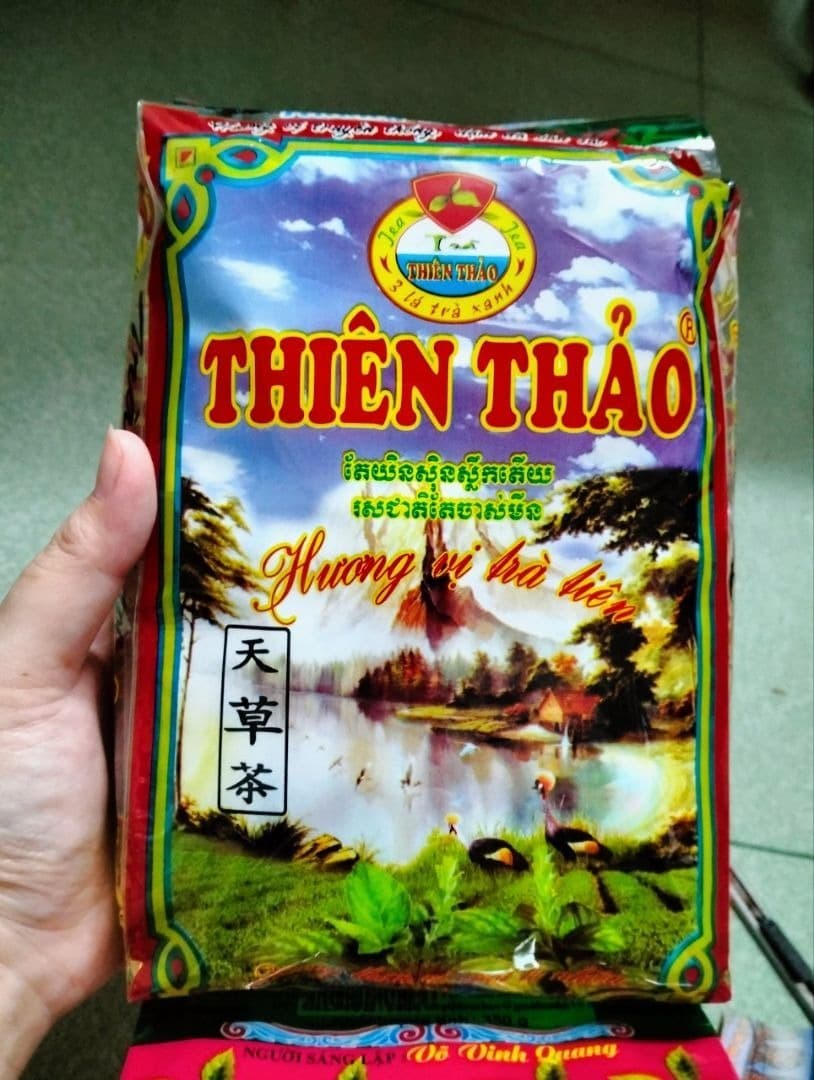 Tea Tea
THIÊN THẢO
3 lá trà xanh
THIÊN THẢO ®
តែយិនស៊ិនស្លឹកតើយ
រសជាតិតែចាស់មីន
Hương vị trà tiên
天
草
茶
NGƯỜI SÁNG LẬP : Võ Vinh Quang